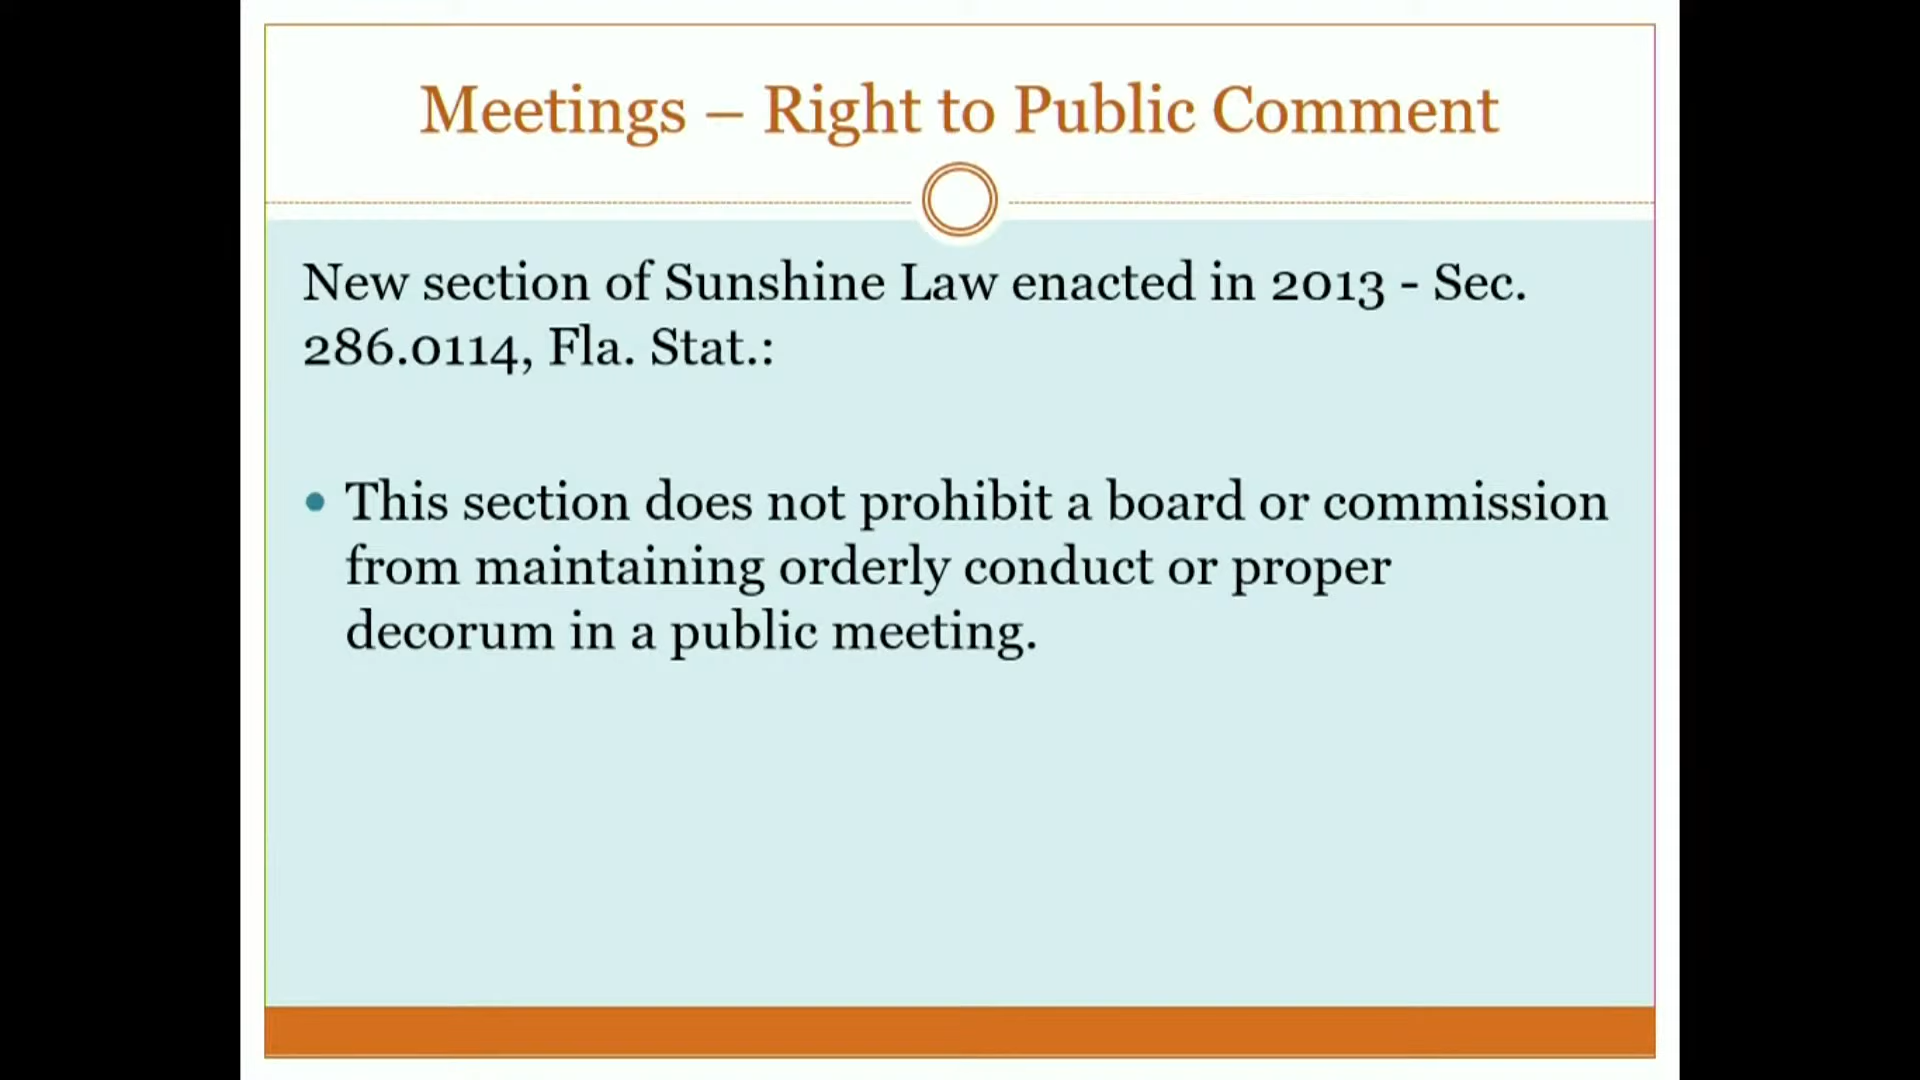 Meetings – Right to Public Comment
New section of Sunshine Law enacted in 2013 - Sec.
286.0114, Fla. Stat.:
• This section does not prohibit a board or commission
from maintaining orderly conduct or proper
decorum in a public meeting.